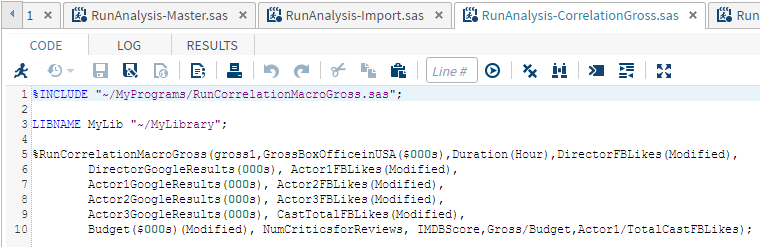 1 RunAnalysis-Master.sas RunAnalysis-Import.sas RunAnalysis-CorrelationGross.sas
CODE LOG RESULTS
Line #
1 %INCLUDE "~/MyPrograms/RunCorrelationMacroGross.sas";
2
3 LIBNAME MyLib "~/MyLibrary";
4
5 %RunCorrelationMacroGross(gross1,GrossBoxOfficeinUSA($000s),Duration(Hour),DirectorFBLikes(Modified),
6 DirectorGoogleResults(000s), Actor1FBLikes(Modified),
7 Actor1GoogleResults(000s), Actor2FBLikes(Modified),
8 Actor2GoogleResults(000s), Actor3FBLikes(Modified),
9 Actor3GoogleResults(000s), CastTotalFBLikes(Modified),
10 Budget($000s)(Modified), NumCriticsforReviews, IMDBScore,Gross/Budget,Actor1/TotalCastFBLikes);